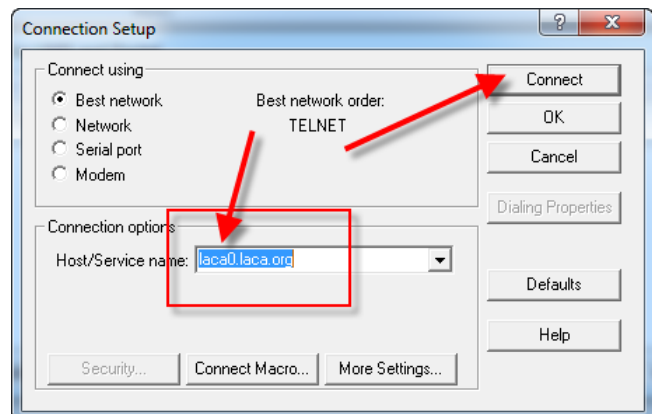 Connection Setup
?
X
Connect using
Best network
Network
Serial port
Modem
Best network order:
TELNET
Connect
OK
Cancel
Dialing Properties
Connection options
Host/Service name: laca0.laca.org
Defaults
Help
Security...
Connect Macro...
More Settings...